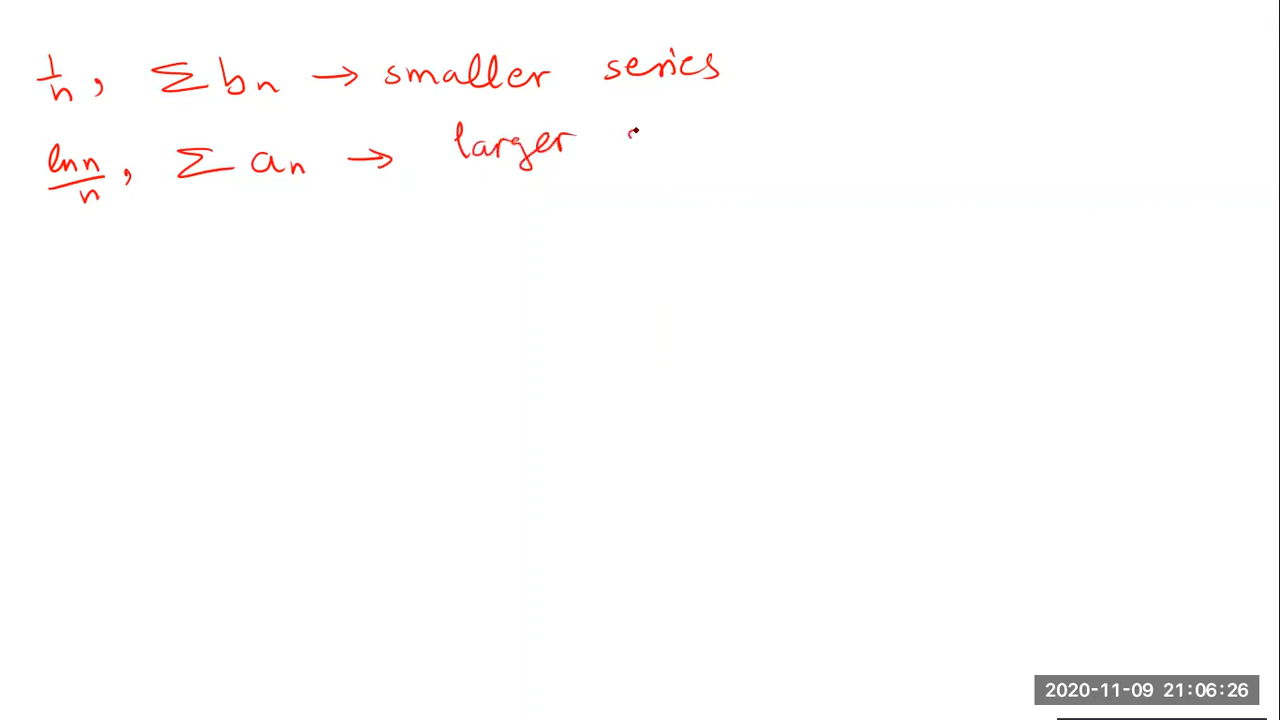 1/n, Σ bn → smaller series
ln n/n, Σ an → larger
2020-11-09 21:06:26